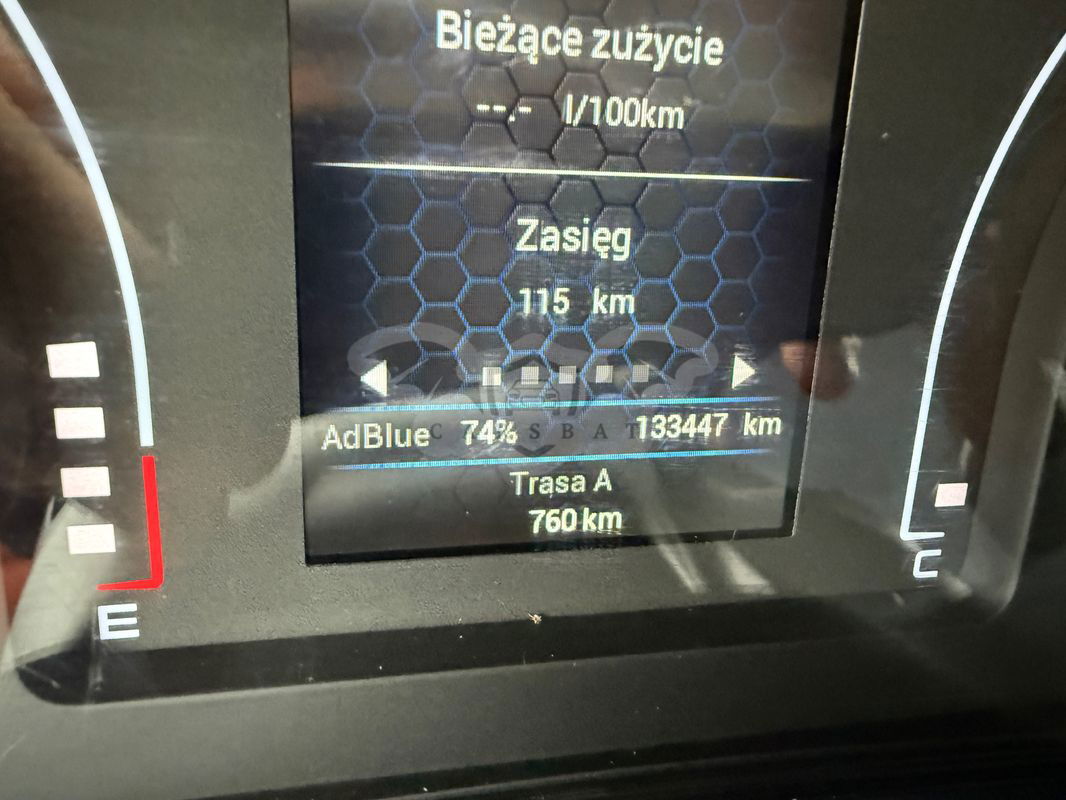 Bieżące zużycie
--.- l/100km
Zasięg
115 km
AdBlue 74% 133447 km
Trasa A
760 km
E
C